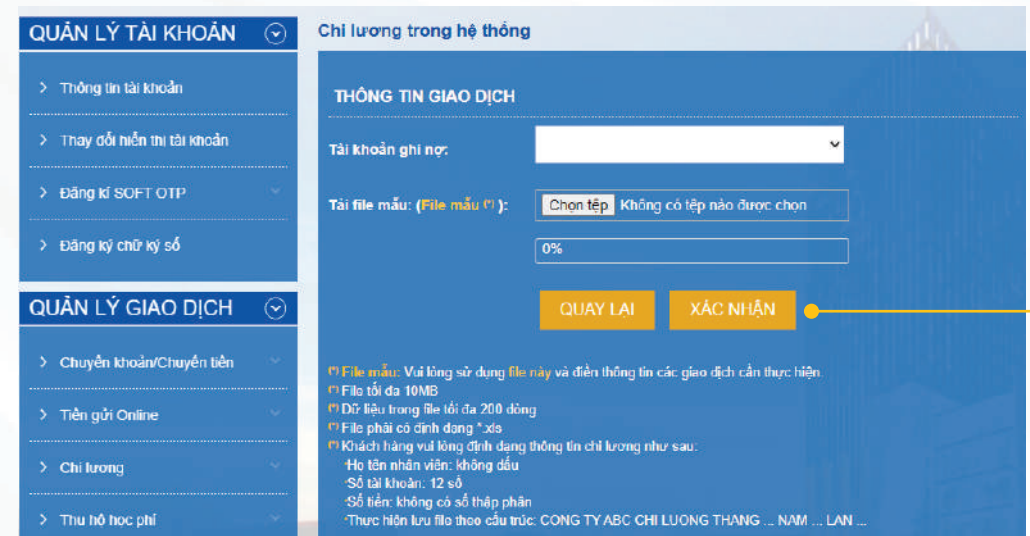 QUẢN LÝ TÀI KHOẢN
> Thông tin tài khoản
> Thay đổi hiển thị tài khoản
> Đăng kí SOFT OTP
> Đăng ký chữ ký số
QUẢN LÝ GIAO DỊCH
> Chuyển khoản/Chuyển tiền
> Tiền gửi Online
> Chi lương
> Thu hộ học phí
Chi lương trong hệ thống
THÔNG TIN GIAO DỊCH
Tài khoản ghi nợ:
Tải file mẫu: (File mẫu (*) ): Chọn tệp Không có tệp nào được chọn
0%
QUAY LẠI XÁC NHẬN
(*) File mẫu: Vui lòng sử dụng file này và điền thông tin các giao dịch cần thực hiện.
(*) File tối đa 10MB
(*) Dữ liệu trong file tối đa 200 dòng
(*) File phải có định dạng *.xls
(*) Khách hàng vui lòng định dạng thông tin chi lương như sau:
·Họ tên nhân viên: không dấu
·Số tài khoản: 12 số
·Số tiền: không có số thập phân
·Thực hiện lưu file theo cấu trúc: CONG TY ABC CHI LUONG THANG ... NAM ... LAN ...